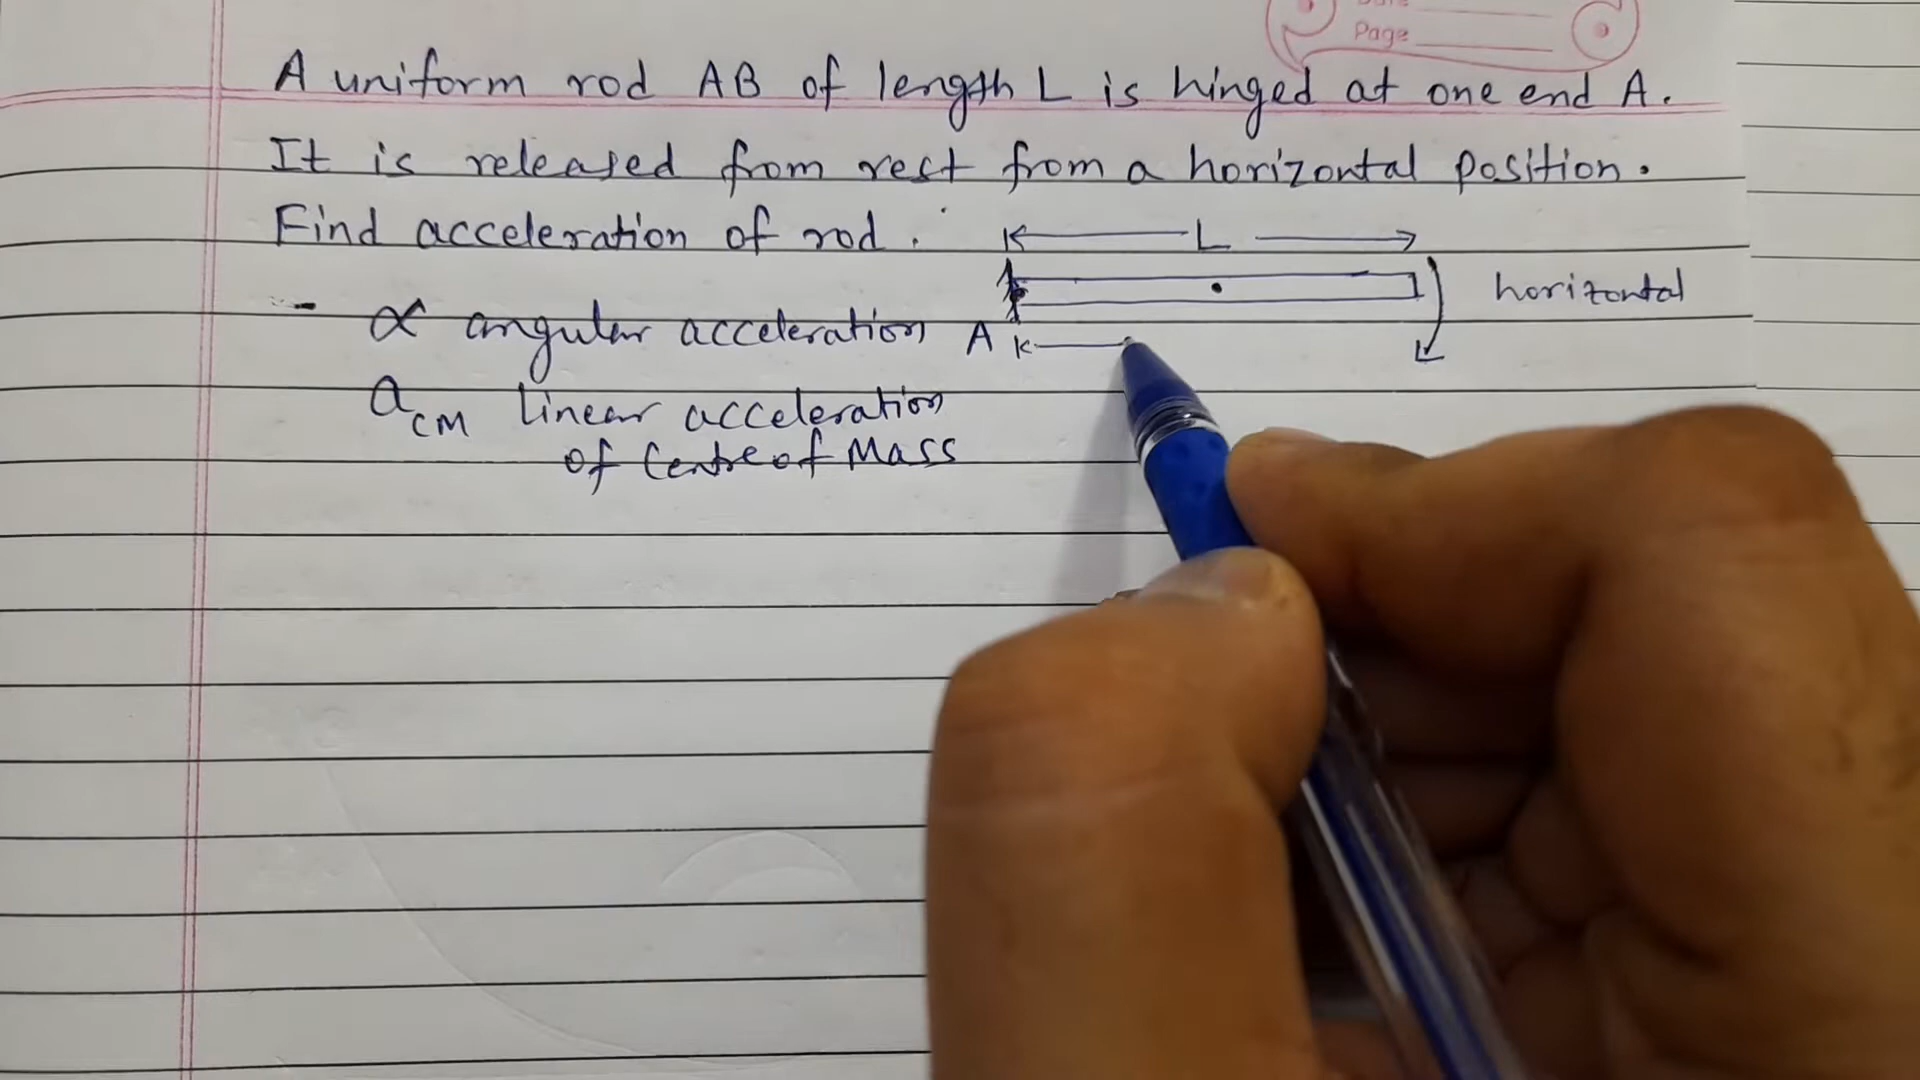 Date
Page
A uniform rod AB of length L is hinged at one end A.
It is released from rest from a horizontal position.
Find acceleration of rod.
L
horizontal
α angular acceleration
A
a_CM linear acceleration
of Centre of Mass